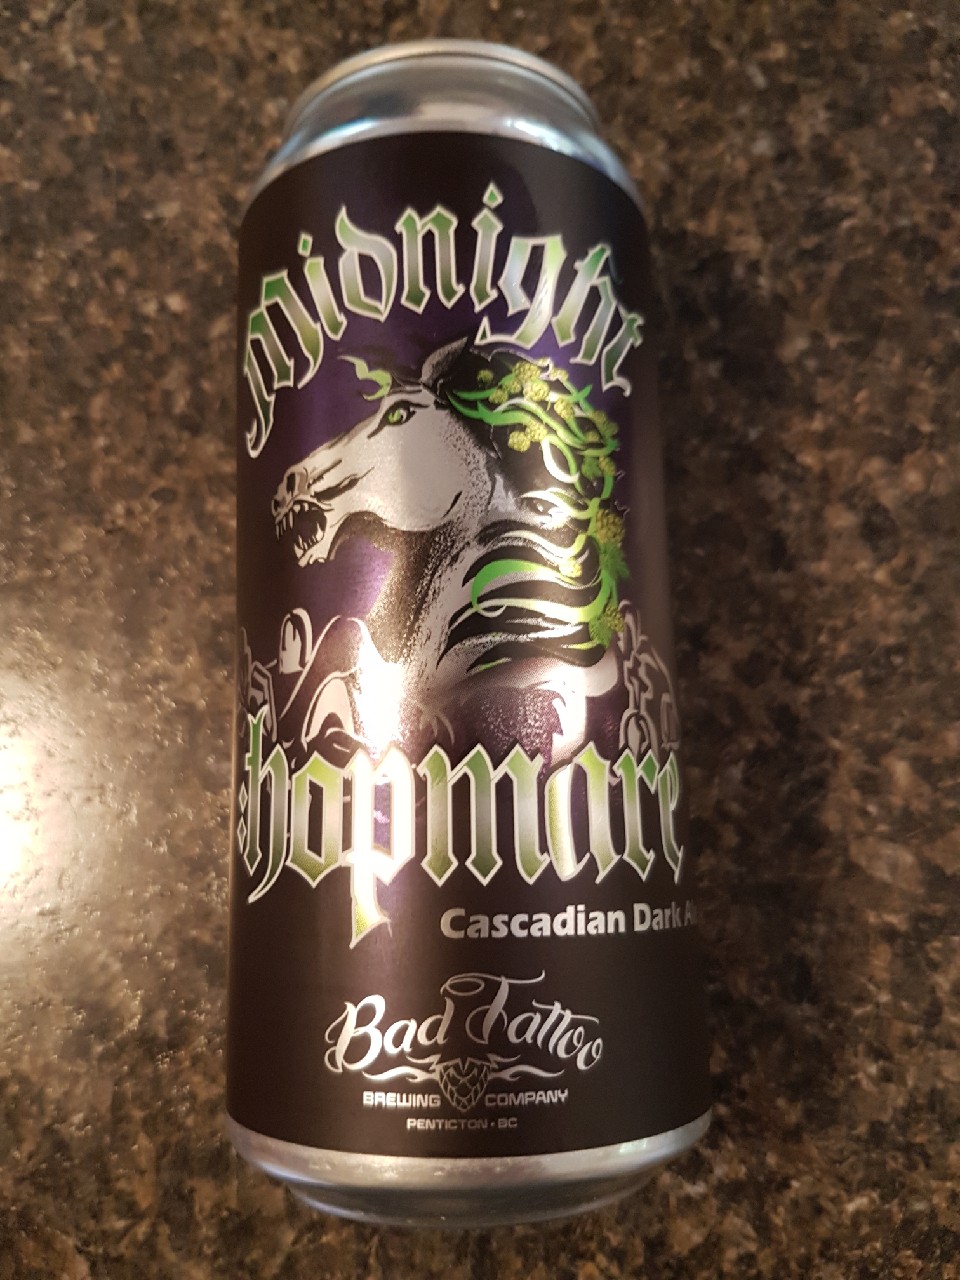 midnight
hopmare
Cascadian Dark
Bad Tattoo
BREWING COMPANY
PENTICTON • BC